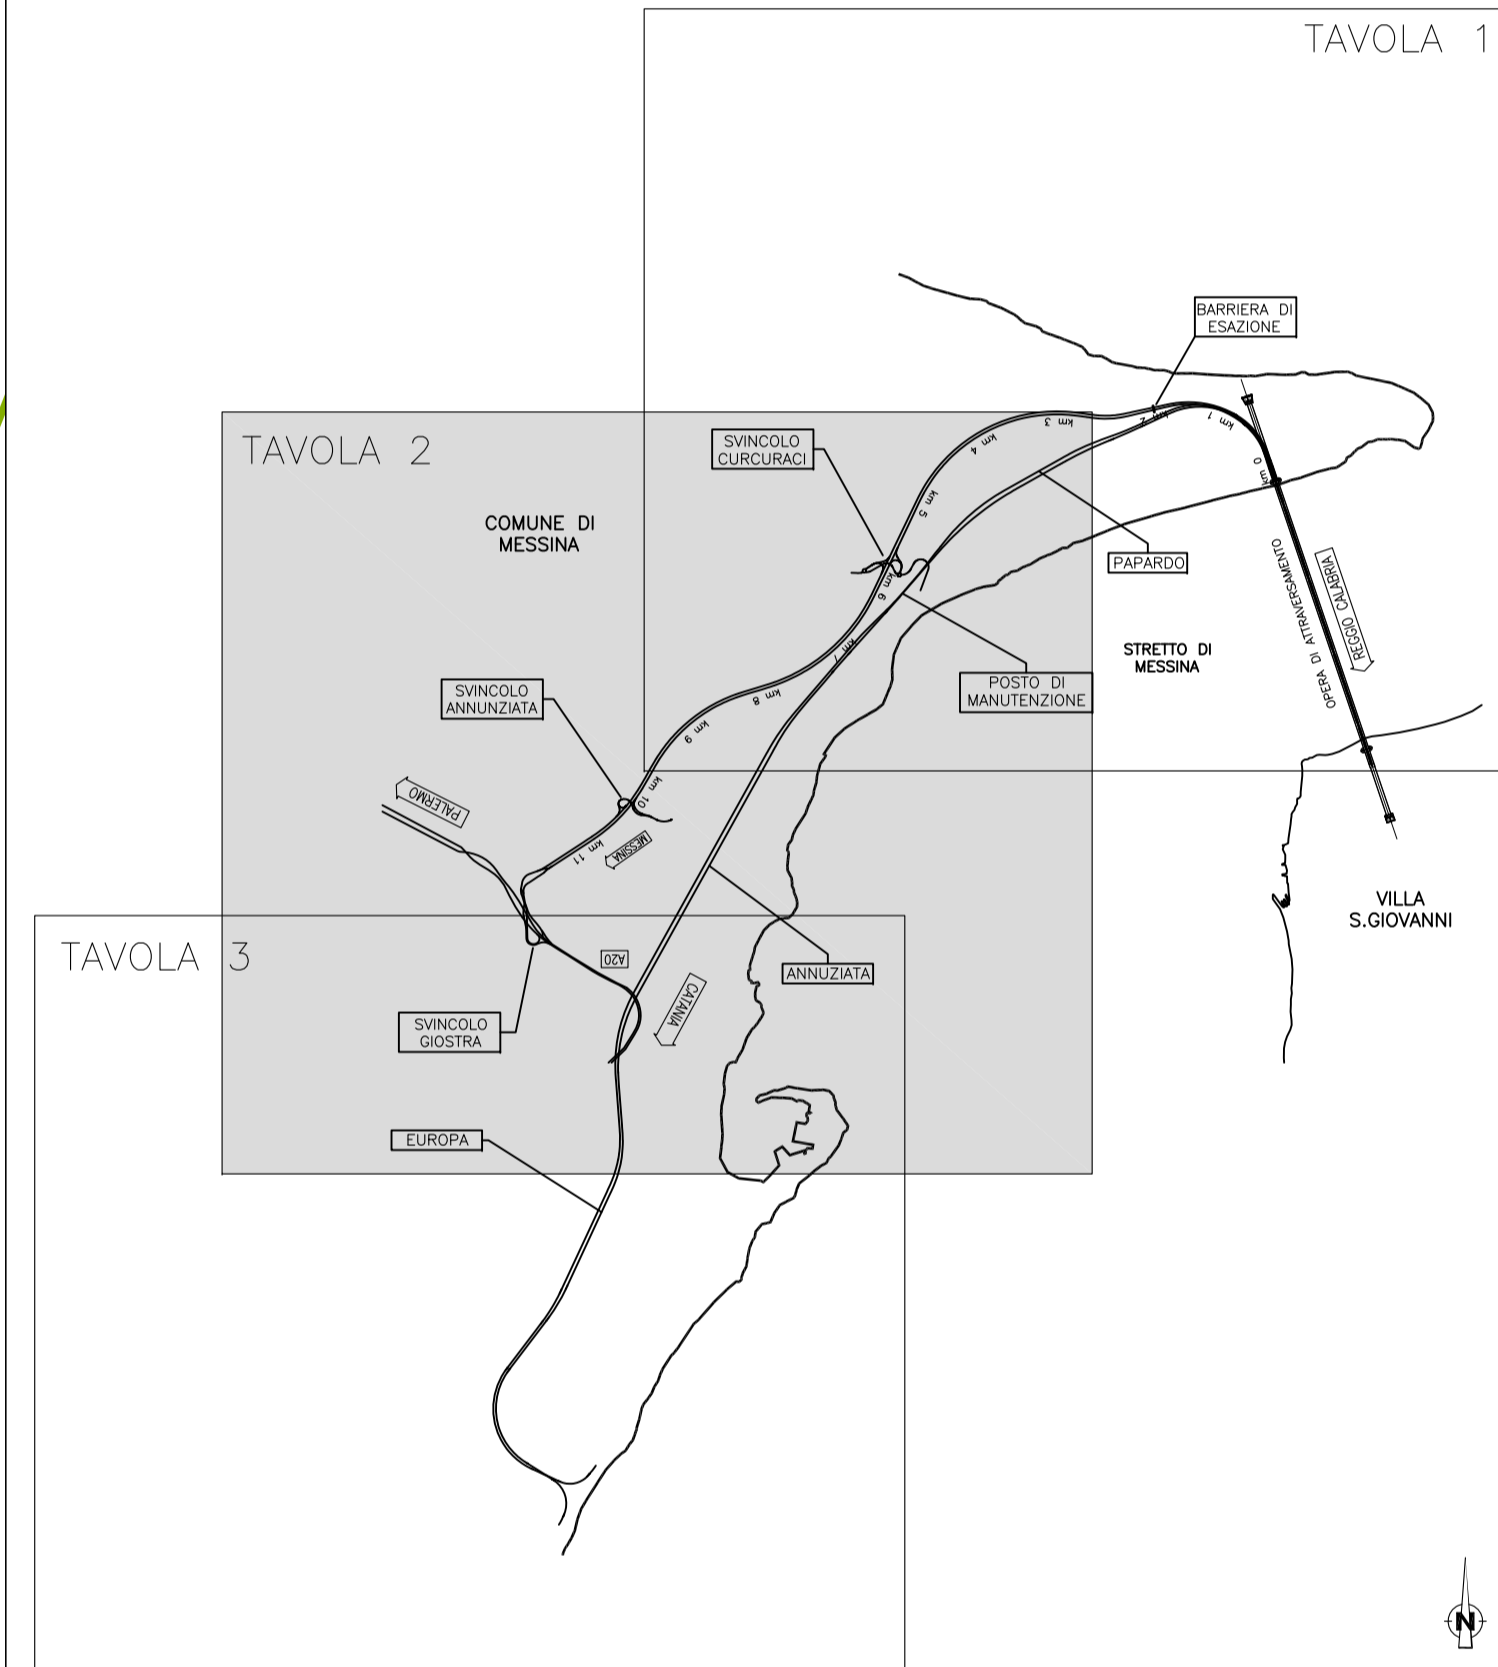 TAVOLA 1
BARRIERA DI
ESAZIONE
TAVOLA 2
SVINCOLO
CURCURACI
km 0
km 1
km 2
km 3
km 4
km 5
km 6
km 7
km 8
km 9
km 10
km 11
COMUNE DI
MESSINA
PAPARDO
OPERA DI ATTRAVERSAMENTO
REGGIO CALABRIA
STRETTO DI
MESSINA
POSTO DI
MANUTENZIONE
SVINCOLO
ANNUNZIATA
PALERMO
MESSINA
VILLA
S.GIOVANNI
TAVOLA 3
A20
ANNUZIATA
CATANIA
SVINCOLO
GIOSTRA
EUROPA
N